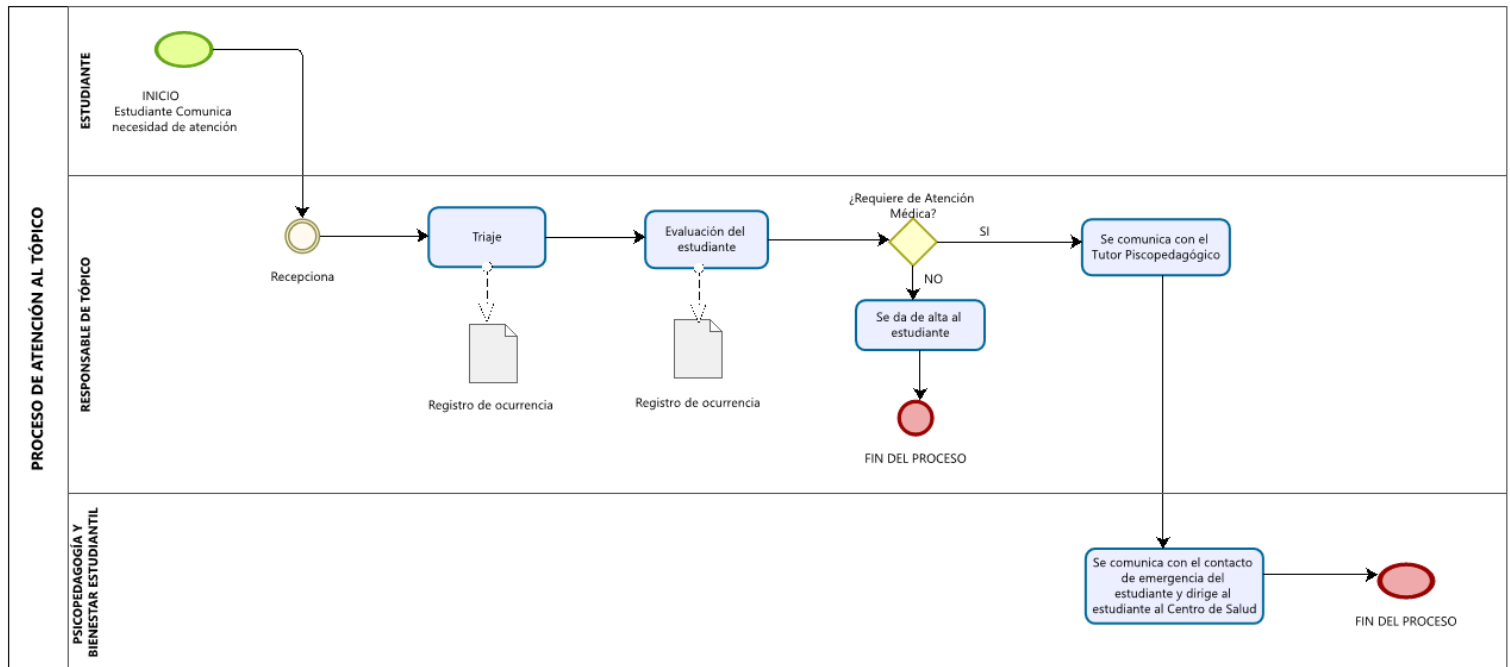 PROCESO DE ATENCIÓN AL TÓPICO
ESTUDIANTE
INICIO
Estudiante Comunica
necesidad de atención
RESPONSABLE DE TÓPICO
Recepciona
Triaje
Registro de ocurrencia
Evaluación del
estudiante
Registro de ocurrencia
¿Requiere de Atención
Médica?
SI
NO
Se da de alta al
estudiante
FIN DEL PROCESO
Se comunica con el
Tutor Piscopedagógico
PSICOPEDAGOGÍA Y
BIENESTAR ESTUDIANTIL
Se comunica con el contacto
de emergencia del
estudiante y dirige al
estudiante al Centro de Salud
FIN DEL PROCESO